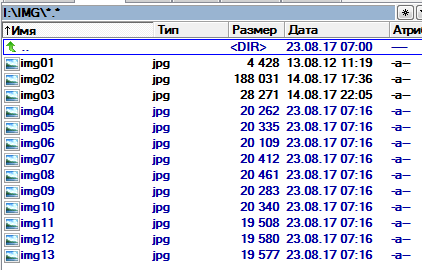 I:\IMG\*.*
↑Имя Тип Размер Дата Атри
.. <DIR> 23.08.17 07:00 —
img01 jpg 4 428 13.08.12 11:19 -a--
img02 jpg 188 031 14.08.17 17:36 -a--
img03 jpg 28 271 14.08.17 22:05 -a--
img04 jpg 20 262 23.08.17 07:16 -a--
img05 jpg 20 335 23.08.17 07:16 -a--
img06 jpg 20 109 23.08.17 07:16 -a--
img07 jpg 20 412 23.08.17 07:16 -a--
img08 jpg 20 461 23.08.17 07:16 -a--
img09 jpg 20 283 23.08.17 07:16 -a--
img10 jpg 20 340 23.08.17 07:16 -a--
img11 jpg 19 508 23.08.17 07:16 -a--
img12 jpg 19 580 23.08.17 07:16 -a--
img13 jpg 19 577 23.08.17 07:16 -a--